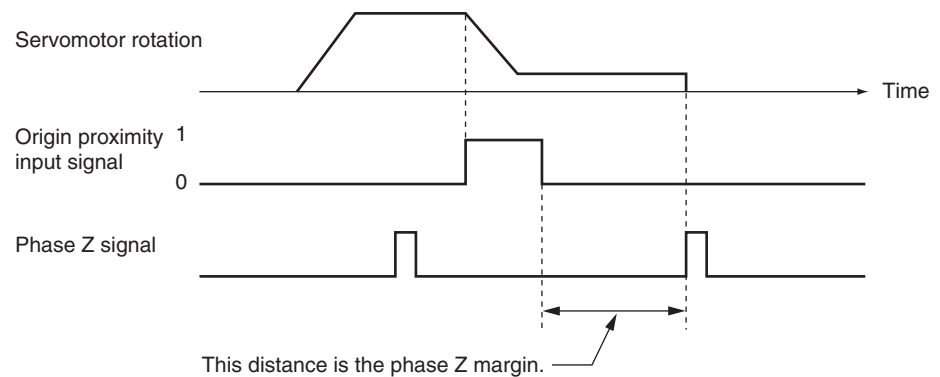 Servomotor rotation
Time
Origin proximity
input signal
1
0
Phase Z signal
This distance is the phase Z margin.